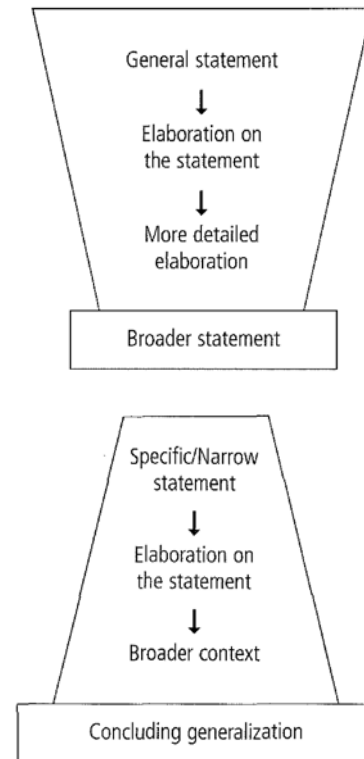 General statement
↓
Elaboration on
the statement
↓
More detailed
elaboration
Broader statement
Specific/Narrow
statement
↓
Elaboration on
the statement
↓
Broader context
Concluding generalization